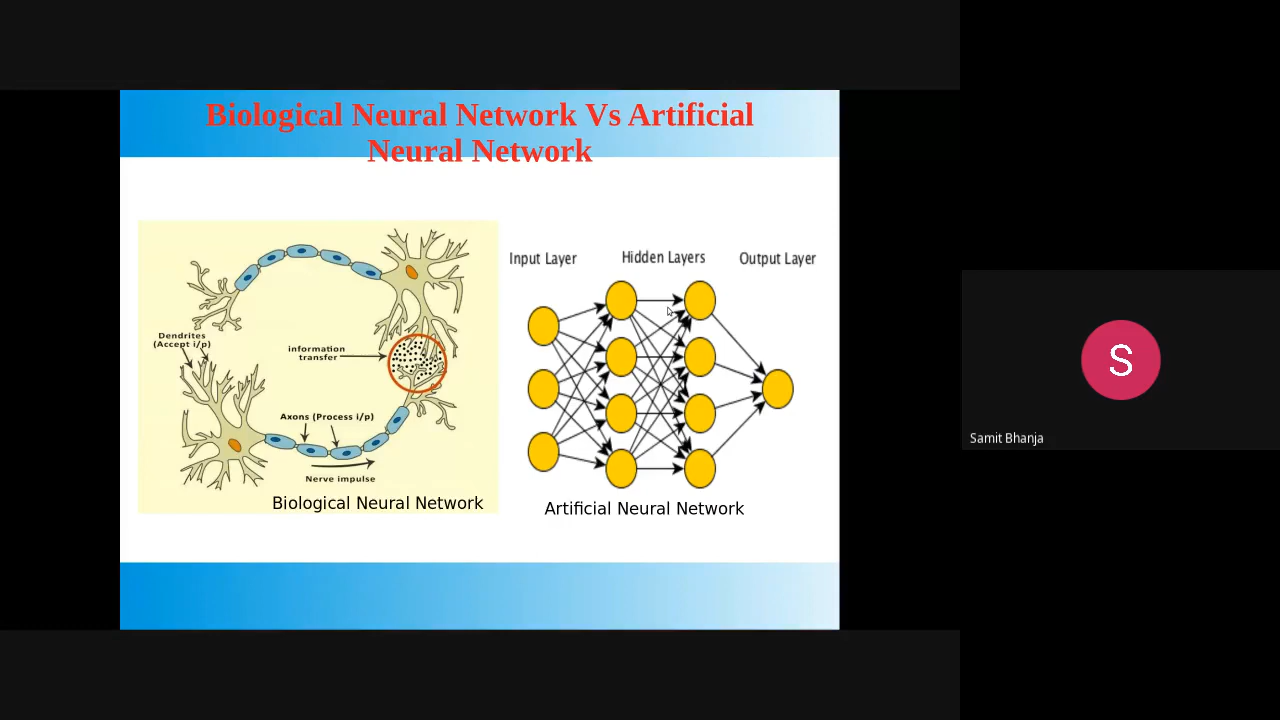 Biological Neural Network Vs Artificial
Neural Network
Dendrites
(Accept i/p)
information
transfer
Axons (Process i/p)
Nerve impulse
Biological Neural Network
Input Layer
Hidden Layers
Output Layer
Artificial Neural Network
S
Samit Bhanja